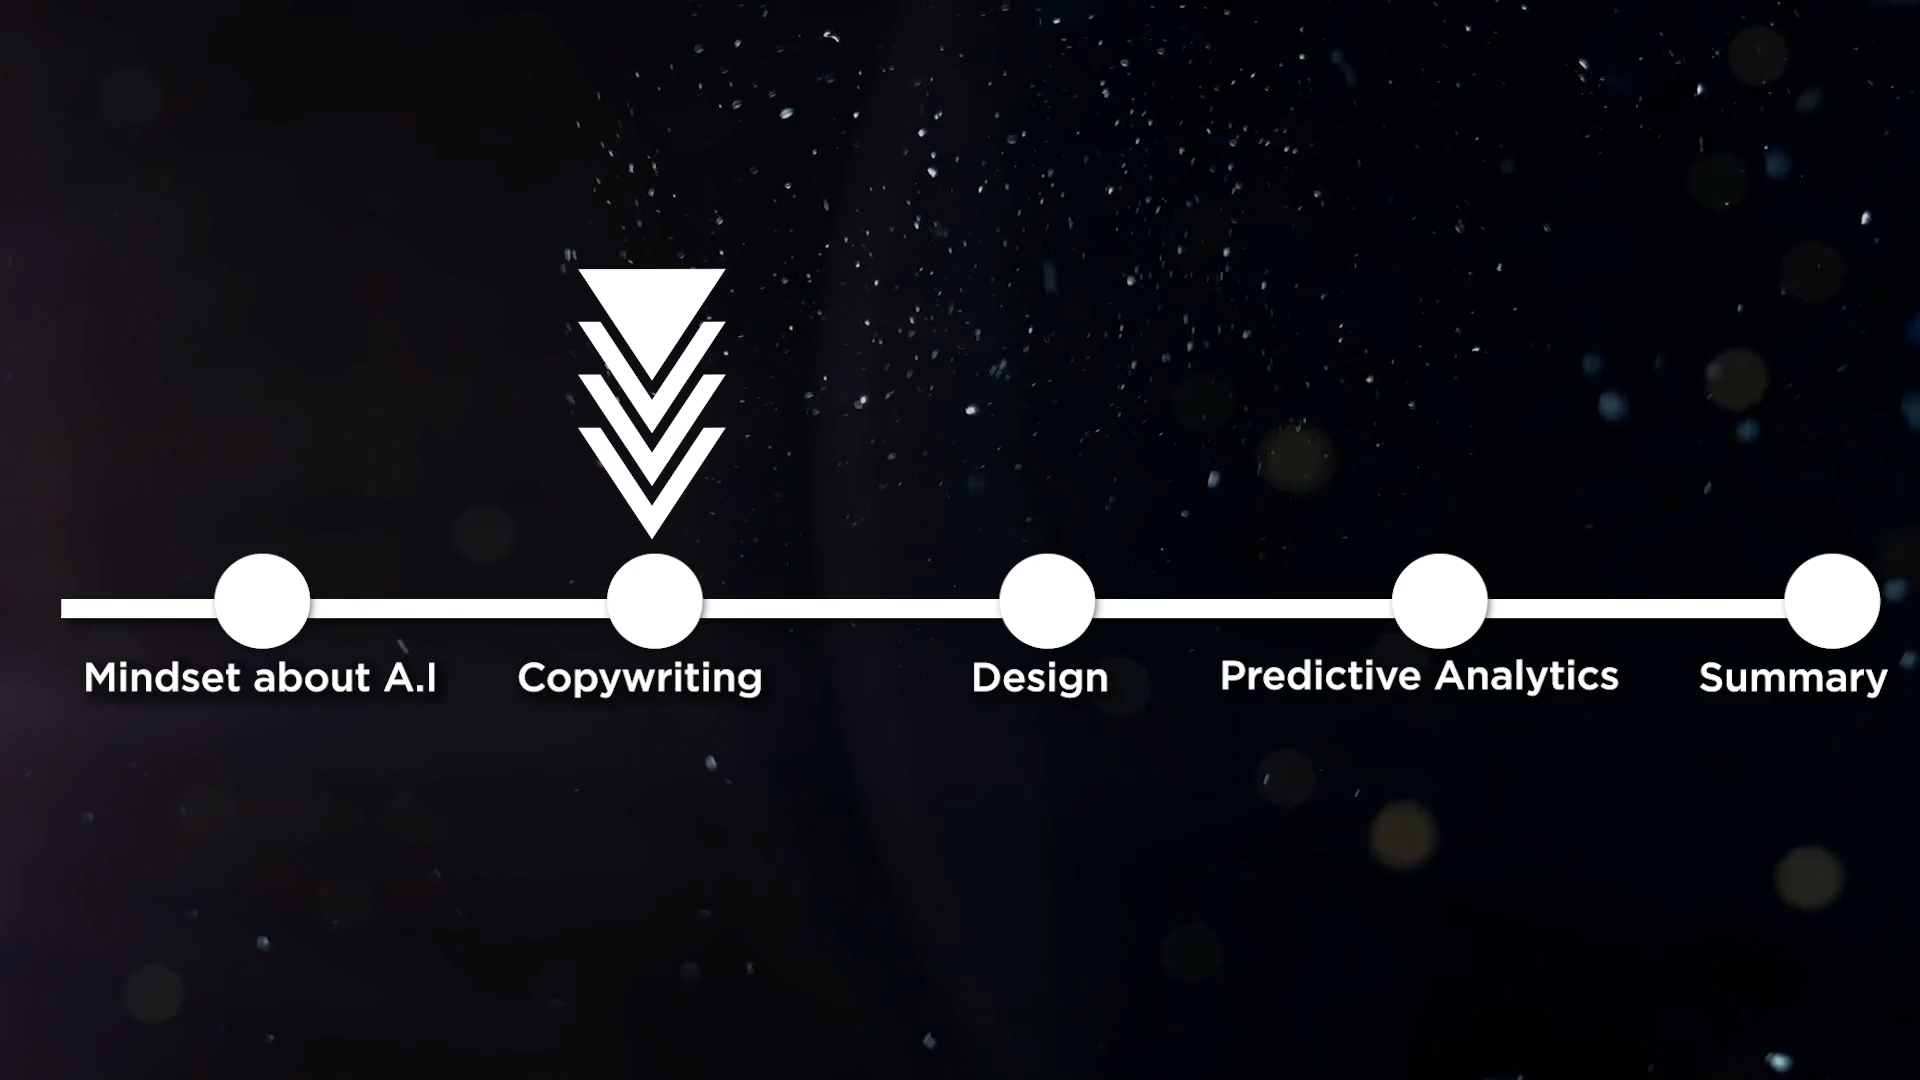 Mindset about A.I
Copywriting
Design
Predictive Analytics
Summary